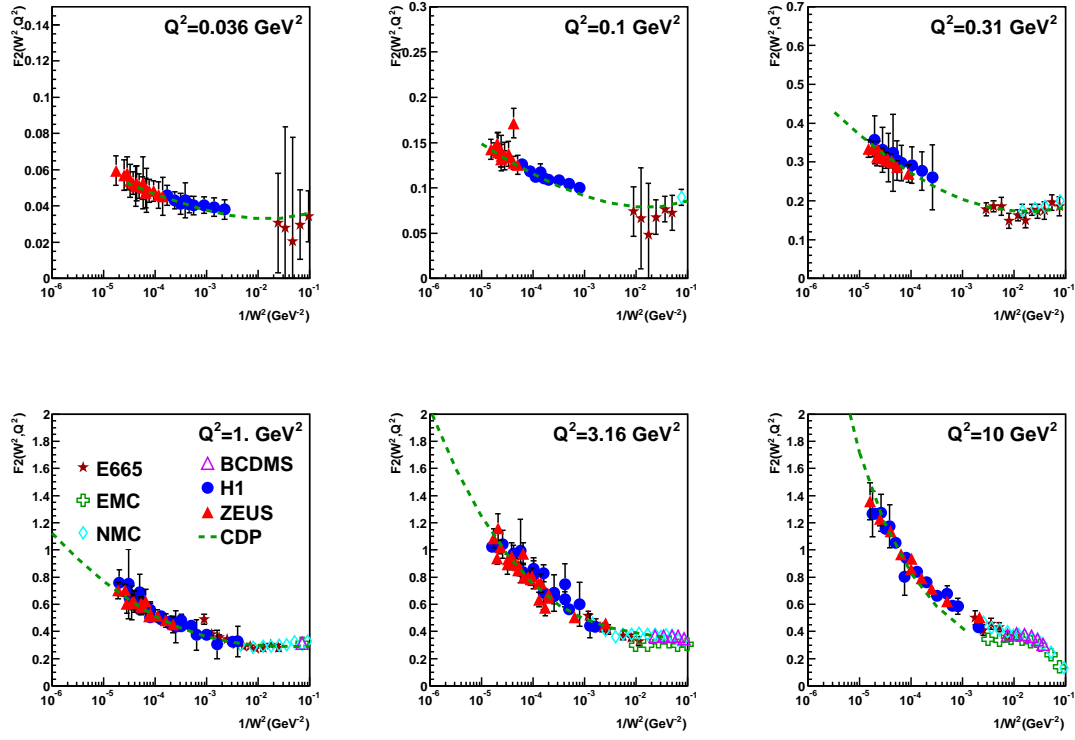 F2(W²,Q²)
Q²=0.036 GeV²
0.14
0.12
0.1
0.08
0.06
0.04
0.02
0
10⁻⁶ 10⁻⁵ 10⁻⁴ 10⁻³ 10⁻² 10⁻¹
1/W²(GeV⁻²)
F2(W²,Q²)
Q²=0.1 GeV²
0.3
0.25
0.2
0.15
0.1
0.05
0
10⁻⁶ 10⁻⁵ 10⁻⁴ 10⁻³ 10⁻² 10⁻¹
1/W²(GeV⁻²)
F2(W²,Q²)
Q²=0.31 GeV²
0.7
0.6
0.5
0.4
0.3
0.2
0.1
0
10⁻⁶ 10⁻⁵ 10⁻⁴ 10⁻³ 10⁻² 10⁻¹
1/W²(GeV⁻²)
F2(W²,Q²)
Q²=1. GeV²
2
1.8
1.6
1.4
1.2
1
0.8
0.6
0.4
0.2
0
E665
EMC
NMC
BCDMS
H1
ZEUS
CDP
10⁻⁶ 10⁻⁵ 10⁻⁴ 10⁻³ 10⁻² 10⁻¹
1/W²(GeV⁻²)
F2(W²,Q²)
Q²=3.16 GeV²
2
1.8
1.6
1.4
1.2
1
0.8
0.6
0.4
0.2
0
10⁻⁶ 10⁻⁵ 10⁻⁴ 10⁻³ 10⁻² 10⁻¹
1/W²(GeV⁻²)
F2(W²,Q²)
Q²=10 GeV²
2
1.8
1.6
1.4
1.2
1
0.8
0.6
0.4
0.2
0
10⁻⁶ 10⁻⁵ 10⁻⁴ 10⁻³ 10⁻² 10⁻¹
1/W²(GeV⁻²)